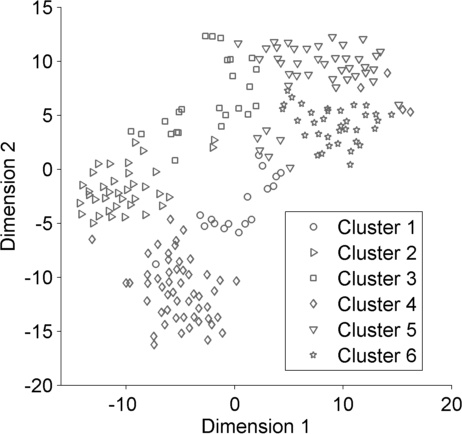 Dimension 2
15
10
5
0
-5
-10
-15
-20
-10
0
10
20
Dimension 1
Cluster 1
Cluster 2
Cluster 3
Cluster 4
Cluster 5
Cluster 6